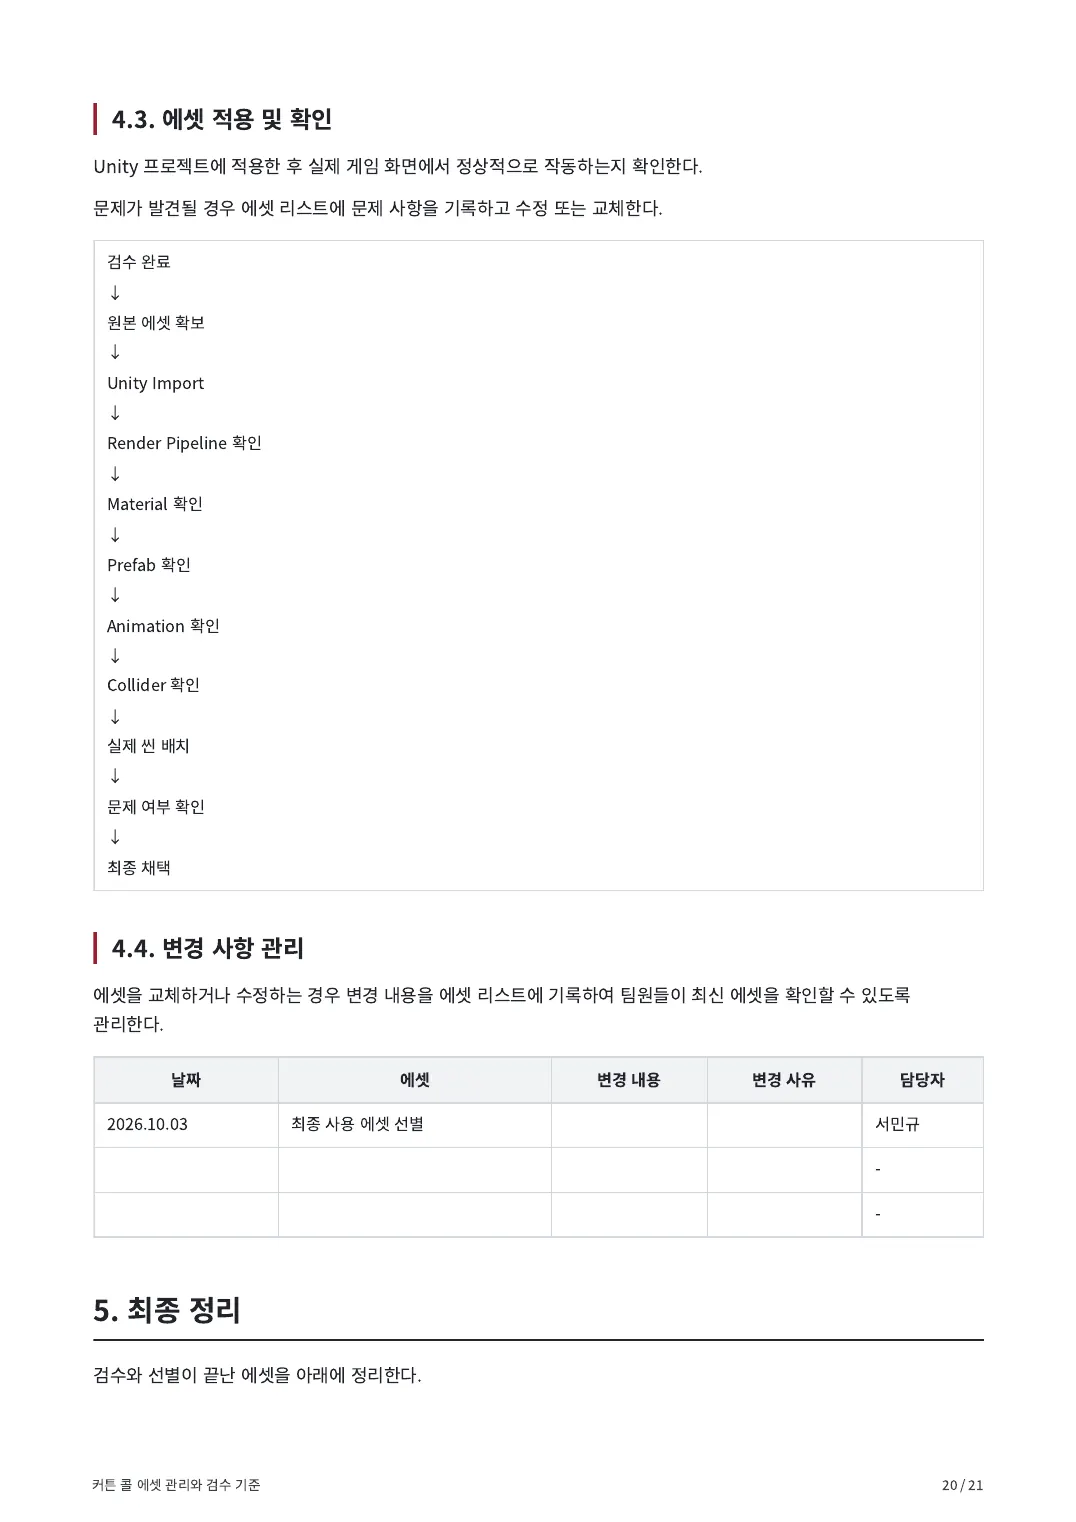 4.3. 에셋 적용 및 확인
Unity 프로젝트에 적용한 후 실제 게임 화면에서 정상적으로 작동하는지 확인한다.
문제가 발견될 경우 에셋 리스트에 문제 사항을 기록하고 수정 또는 교체한다.
검수 완료
↓
원본 에셋 확보
↓
Unity Import
↓
Render Pipeline 확인
↓
Material 확인
↓
Prefab 확인
↓
Animation 확인
↓
Collider 확인
↓
실제 씬 배치
↓
문제 여부 확인
↓
최종 채택
4.4. 변경 사항 관리
에셋을 교체하거나 수정하는 경우 변경 내용을 에셋 리스트에 기록하여 팀원들이 최신 에셋을 확인할 수 있도록
관리한다.
날짜 에셋 변경 내용 변경 사유 담당자
2026.10.03 최종 사용 에셋 선별 서민규
-
-
5. 최종 정리
검수와 선별이 끝난 에셋을 아래에 정리한다.
커튼 콜 에셋 관리와 검수 기준 20 / 21